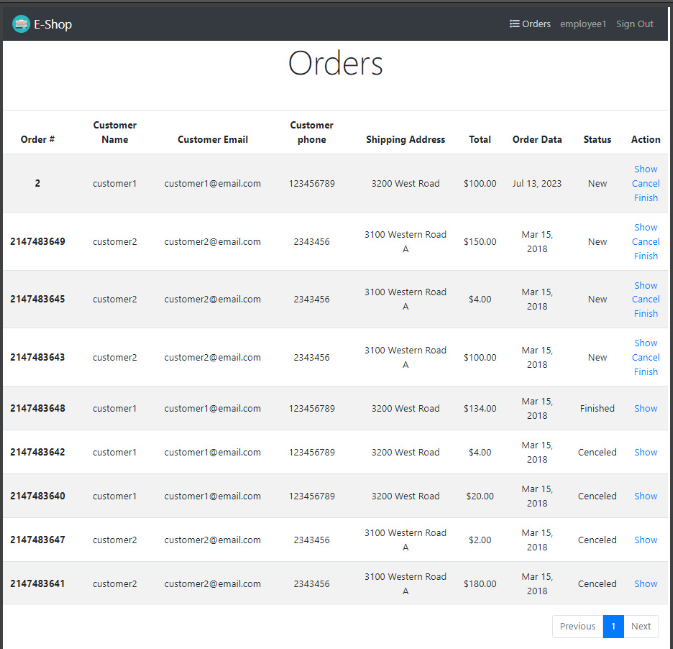 E-Shop Orders employee1 Sign Out
Orders
Order # Customer Name Customer Email Customer phone Shipping Address Total Order Data Status Action
2 customer1 customer1@email.com 123456789 3200 West Road $100.00 Jul 13, 2023 New Show Cancel Finish
2147483649 customer2 customer2@email.com 2343456 3100 Western Road A $150.00 Mar 15, 2018 New Show Cancel Finish
2147483645 customer2 customer2@email.com 2343456 3100 Western Road A $4.00 Mar 15, 2018 New Show Cancel Finish
2147483643 customer2 customer2@email.com 2343456 3100 Western Road A $100.00 Mar 15, 2018 New Show Cancel Finish
2147483648 customer1 customer1@email.com 123456789 3200 West Road $134.00 Mar 15, 2018 Finished Show
2147483642 customer1 customer1@email.com 123456789 3200 West Road $4.00 Mar 15, 2018 Cenceled Show
2147483640 customer1 customer1@email.com 123456789 3200 West Road $20.00 Mar 15, 2018 Cenceled Show
2147483647 customer2 customer2@email.com 2343456 3100 Western Road A $2.00 Mar 15, 2018 Cenceled Show
2147483641 customer2 customer2@email.com 2343456 3100 Western Road A $180.00 Mar 15, 2018 Cenceled Show
Previous 1 Next